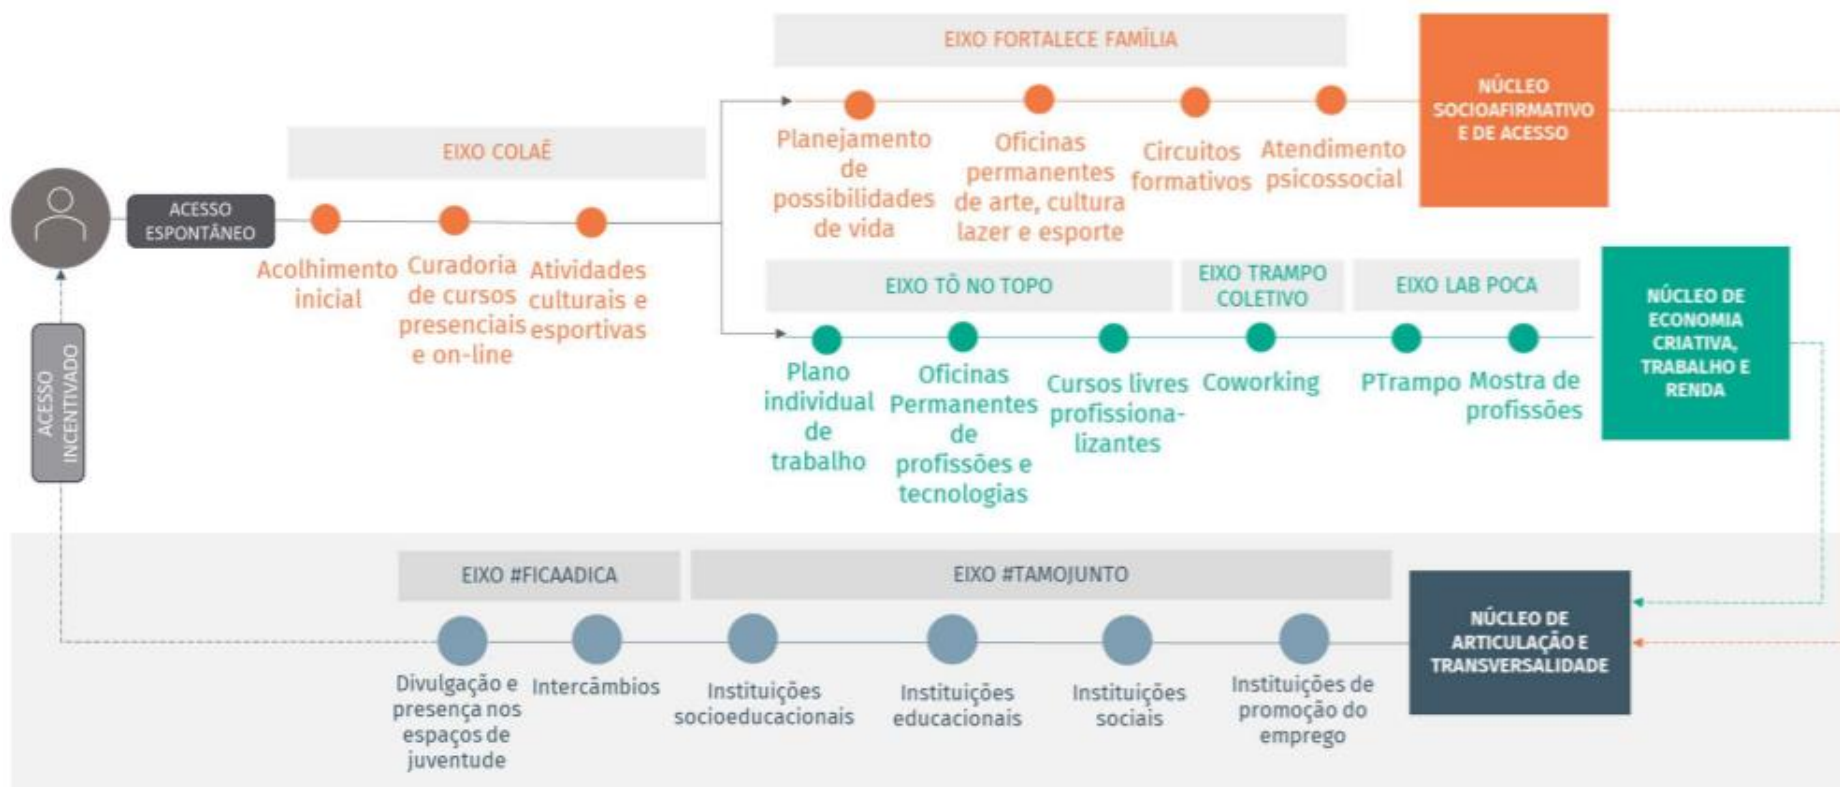 EIXO FORTALECE FAMÍLIA
NÚCLEO
SOCIOAFIRMATIVO
E DE ACESSO
Planejamento
de
possibilidades
de vida
Oficinas
permanentes
de arte, cultura
lazer e esporte
Circuitos
formativos
Atendimento
psicossocial
EIXO COLAÊ
ACESSO
ESPONTÂNEO
Acolhimento
inicial
Curadoria
de cursos
presenciais
e on-line
Atividades
culturais e
esportivas
EIXO TÔ NO TOPO
EIXO TRAMPO
COLETIVO
EIXO LAB POCA
NÚCLEO DE
ECONOMIA
CRIATIVA,
TRABALHO E
RENDA
Plano
individual
de
trabalho
Oficinas
Permanentes
de
profissões e
tecnologias
Cursos livres
profissiona-
lizantes
Coworking
PTrampo
Mostra de
profissões
ACESSO
INCENTIVADO
EIXO #FICAADICA
EIXO #TAMOJUNTO
NÚCLEO DE
ARTICULAÇÃO E
TRANSVERSALIDADE
Divulgação e
presença nos
espaços de
juventude
Intercâmbios
Instituições
socioeducacionais
Instituições
educacionais
Instituições
sociais
Instituições de
promoção do
emprego